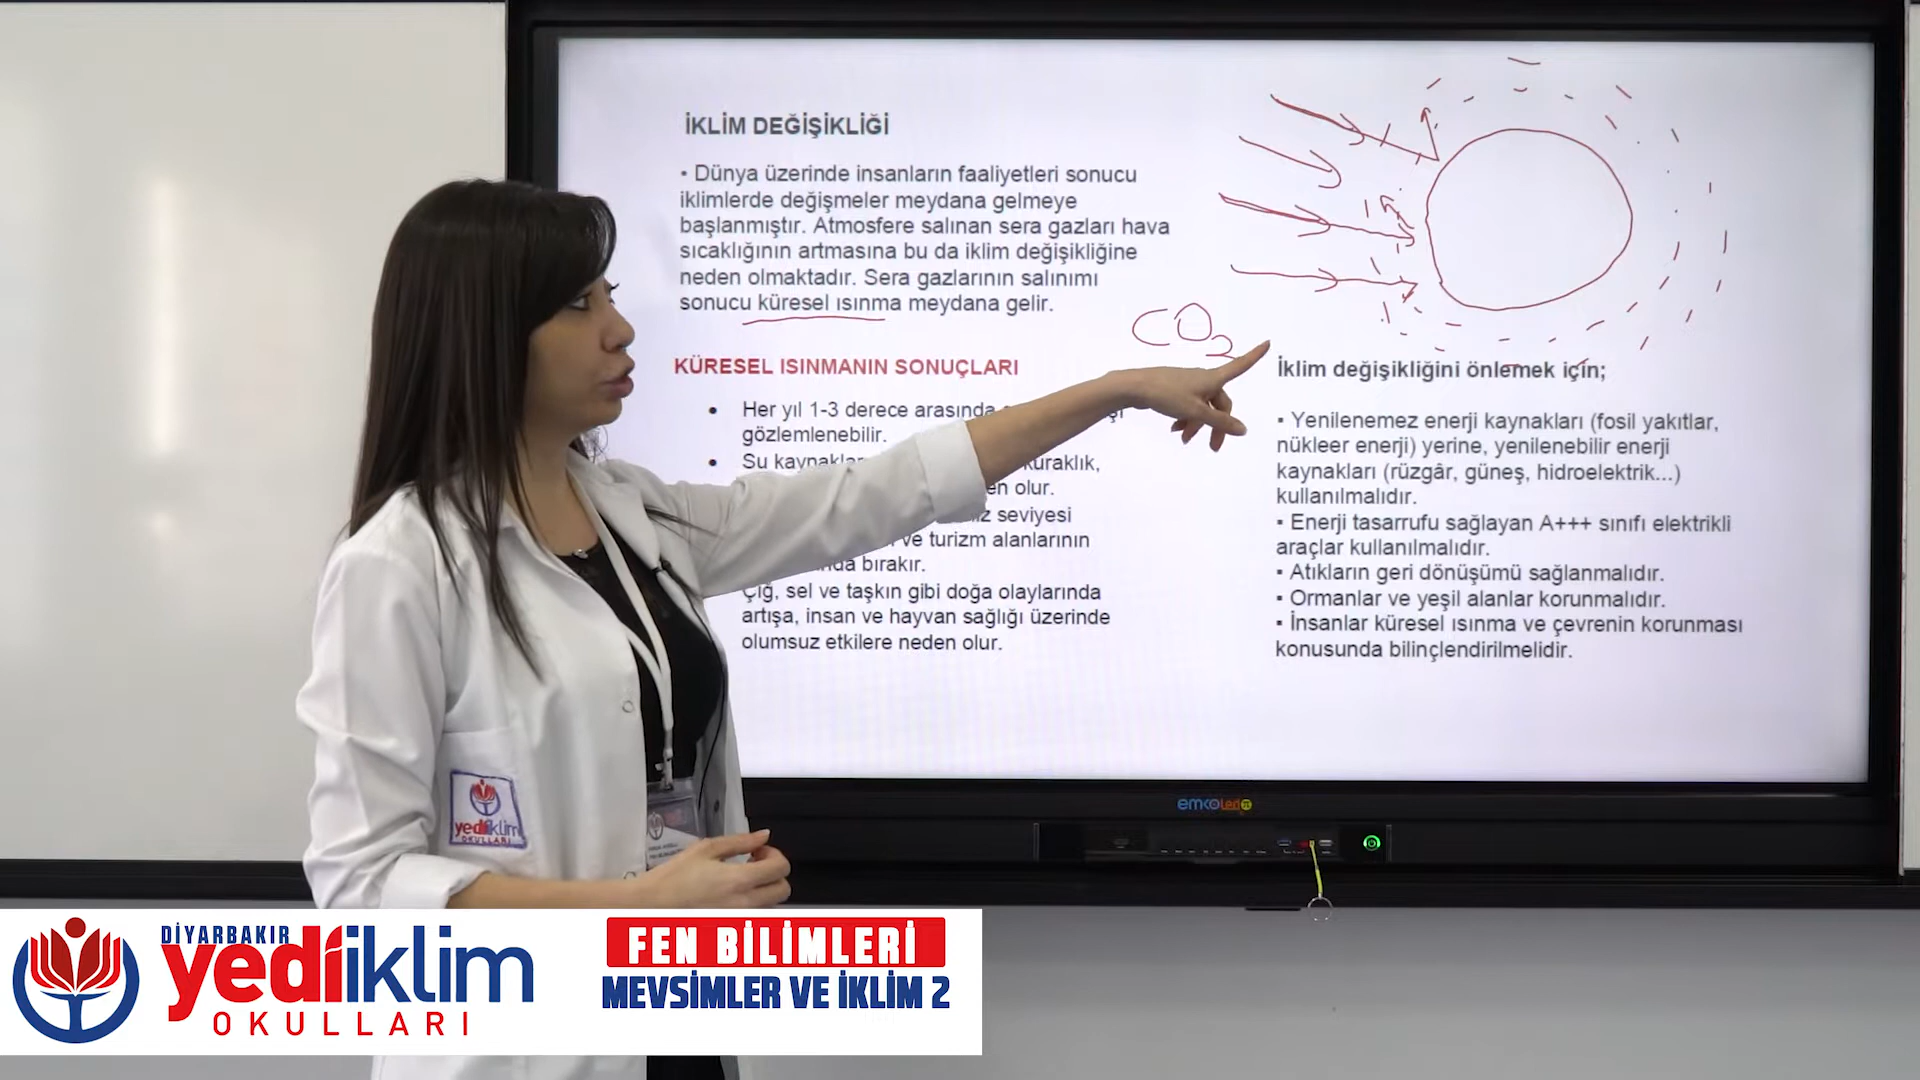 İKLİM DEĞİŞİKLİĞİ
▪ Dünya üzerinde insanların faaliyetleri sonucu
iklimlerde değişmeler meydana gelmeye
başlanmıştır. Atmosfere salınan sera gazları hava
sıcaklığının artmasına bu da iklim değişikliğine
neden olmaktadır. Sera gazlarının salınımı
sonucu küresel ısınma meydana gelir.
CO2
KÜRESEL ISINMANIN SONUÇLARI
• Her yıl 1-3 derece arasında
gözlemlenebilir.
• Su kuraklık,
olur.
seviyesi
ve turizm alanlarının
bırakır.
Çığ, sel ve taşkın gibi doğa olaylarında
artışa, insan ve hayvan sağlığı üzerinde
olumsuz etkilere neden olur.
İklim değişikliğini önlemek için;
▪ Yenilenemez enerji kaynakları (fosil yakıtlar,
nükleer enerji) yerine, yenilenebilir enerji
kaynakları (rüzgâr, güneş, hidroelektrik...)
kullanılmalıdır.
▪ Enerji tasarrufu sağlayan A+++ sınıfı elektrikli
araçlar kullanılmalıdır.
▪ Atıkların geri dönüşümü sağlanmalıdır.
▪ Ormanlar ve yeşil alanlar korunmalıdır.
▪ İnsanlar küresel ısınma ve çevrenin korunması
konusunda bilinçlendirilmelidir.
emkoled
yediiklim
OKULLARI
DİYARBAKIR
yediiklim
OKULLARI
FEN BİLİMLERİ
MEVSİMLER VE İKLİM 2